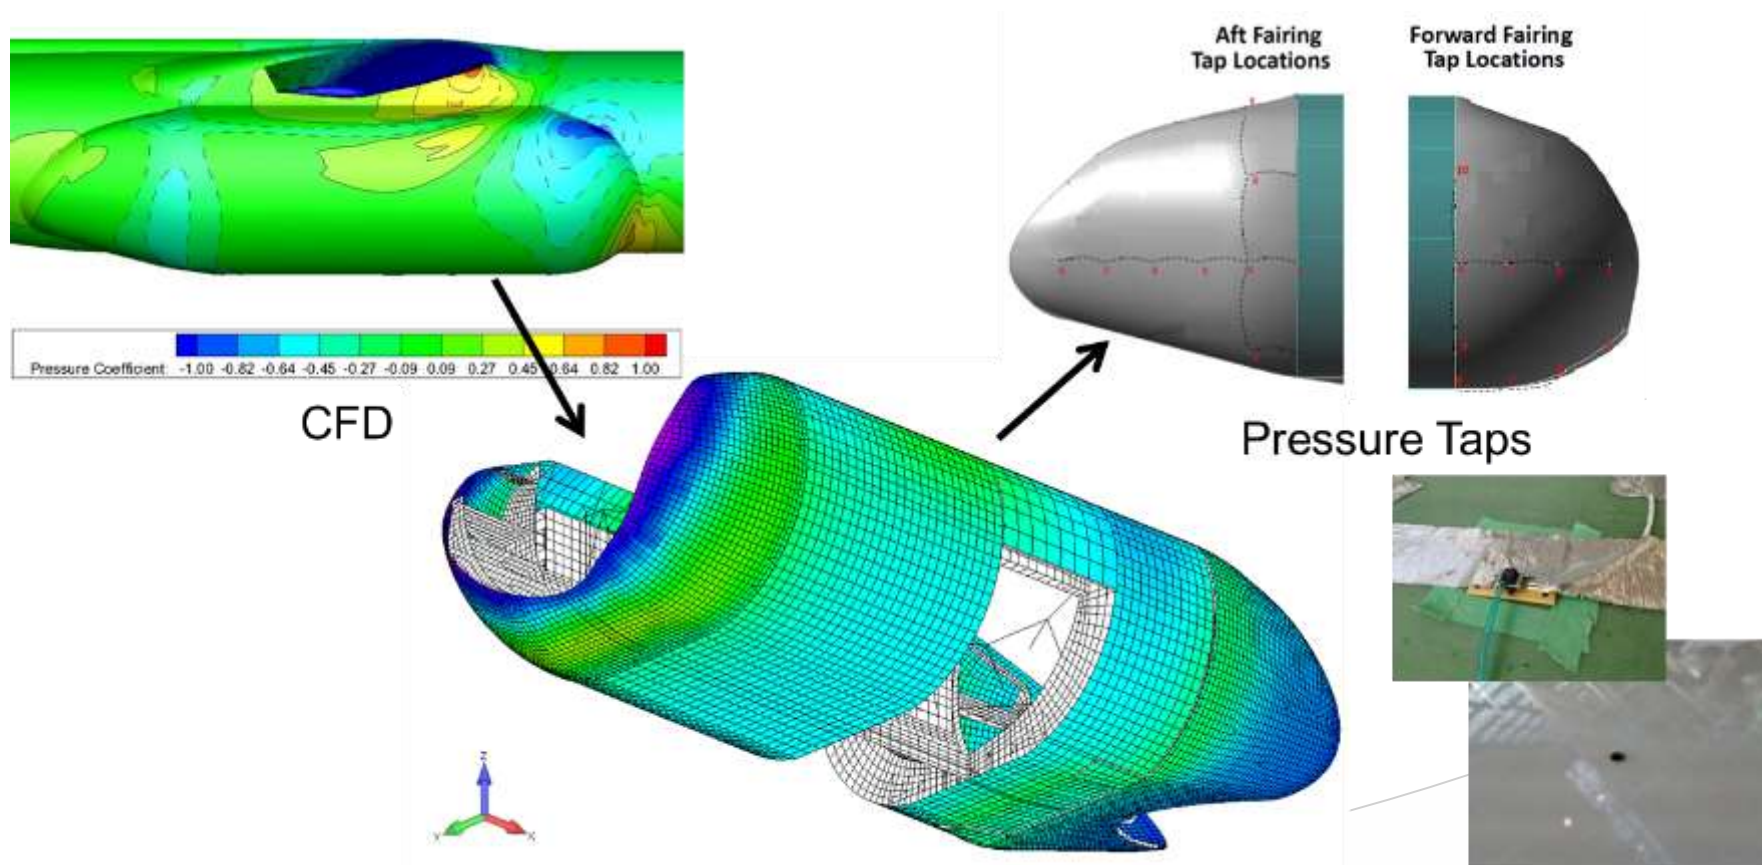 Aft Fairing
Tap Locations
Forward Fairing
Tap Locations
10
Pressure Coefficient: -1.00 -0.82 -0.64 -0.45 -0.27 -0.09 0.09 0.27 0.45 0.64 0.82 1.00
CFD
Pressure Taps
Z
Y
X